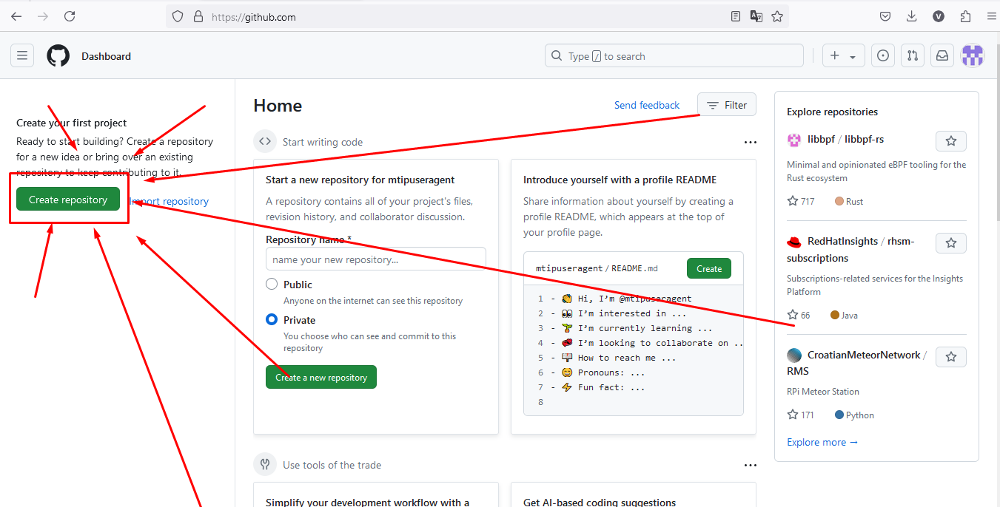 https://github.com
Dashboard
Type / to search
Create your first project
Ready to start building? Create a repository
for a new idea or bring over an existing
repository to keep contributing to it.
Create repository
Import repository
Home
Send feedback
Filter
Start writing code
Start a new repository for mtipuseragent
A repository contains all of your project's files,
revision history, and collaborator discussion.
Repository name *
name your new repository...
Public
Anyone on the internet can see this repository
Private
You choose who can see and commit to this
repository
Create a new repository
Introduce yourself with a profile README
Share information about yourself by creating a
profile README, which appears at the top of
your profile page.
mtipuseragent / README.md
Create
1 - 👋 Hi, I’m @mtipuseragent
2 - 👀 I’m interested in ...
3 - 🌱 I’m currently learning ...
4 - 💞️ I’m looking to collaborate on ..
5 - 📫 How to reach me ...
6 - 😄 Pronouns: ...
7 - ⚡ Fun fact: ...
8
Use tools of the trade
Simplify your development workflow with a
Get AI-based coding suggestions
Explore repositories
libbpf / libbpf-rs
Minimal and opinionated eBPF tooling for the
Rust ecosystem
717 Rust
RedHatInsights / rhsm-
subscriptions
Subscriptions-related services for the Insights
Platform
66 Java
CroatianMeteorNetwork /
RMS
RPi Meteor Station
171 Python
Explore more →
V